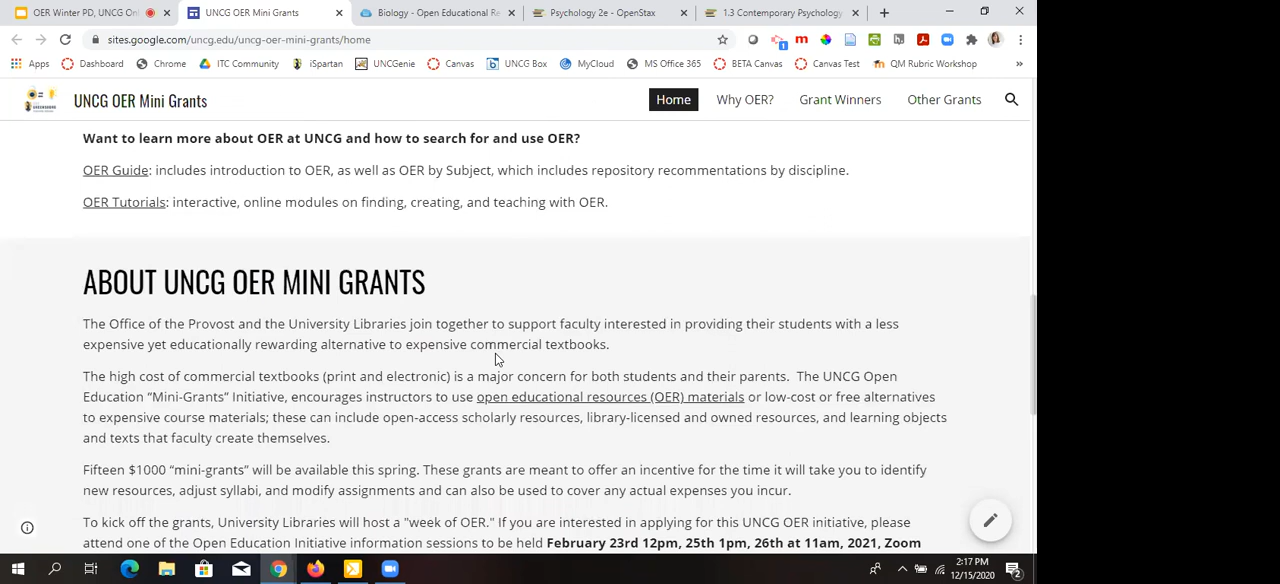 OER Winter PD, UNCG Onl
UNCG OER Mini Grants
Biology - Open Educational Re
Psychology 2e - OpenStax
1.3 Contemporary Psychology
sites.google.com/uncg.edu/uncg-oer-mini-grants/home
Apps Dashboard Chrome ITC Community iSpartan UNCGenie Canvas UNCG Box MyCloud MS Office 365 BETA Canvas Canvas Test QM Rubric Workshop »
UNCG OER Mini Grants
Home Why OER? Grant Winners Other Grants
Want to learn more about OER at UNCG and how to search for and use OER?
OER Guide: includes introduction to OER, as well as OER by Subject, which includes repository recommendations by discipline.
OER Tutorials: interactive, online modules on finding, creating, and teaching with OER.
ABOUT UNCG OER MINI GRANTS
The Office of the Provost and the University Libraries join together to support faculty interested in providing their students with a less
expensive yet educationally rewarding alternative to expensive commercial textbooks.
The high cost of commercial textbooks (print and electronic) is a major concern for both students and their parents. The UNCG Open
Education “Mini-Grants” Initiative, encourages instructors to use open educational resources (OER) materials or low-cost or free alternatives
to expensive course materials; these can include open-access scholarly resources, library-licensed and owned resources, and learning objects
and texts that faculty create themselves.
Fifteen $1000 “mini-grants” will be available this spring. These grants are meant to offer an incentive for the time it will take you to identify
new resources, adjust syllabi, and modify assignments and can also be used to cover any actual expenses you incur.
To kick off the grants, University Libraries will host a "week of OER." If you are interested in applying for this UNCG OER initiative, please
attend one of the Open Education Initiative information sessions to be held February 23rd 12pm, 25th 1pm, 26th at 11am, 2021, Zoom
2:17 PM
12/15/2020